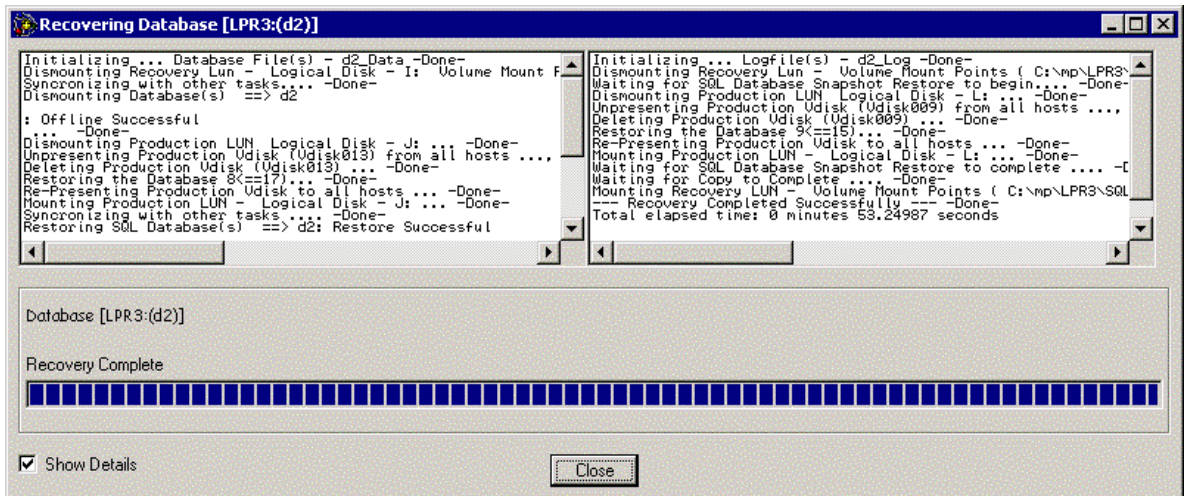 Recovering Database [LPR3:(d2)]
Initializing ... Database File(s) - d2_Data -Done-
Dismounting Recovery Lun - Logical Disk - I: Volume Mount
Syncronizing with other tasks.... -Done-
Dismounting Database(s) ==> d2
: Offline Successful
... -Done-
Dismounting Production LUN Logical Disk - J: ... -Done-
Unpresenting Production Vdisk (Vdisk013) from all hosts ...,
Deleting Production Vdisk (Vdisk013) ... -Done-
Restoring the Database 8(<==17)... -Done-
Re-Presenting Production Vdisk to all hosts ... -Done-
Mounting Production LUN - Logical Disk - J: ... -Done-
Syncronizing with other tasks .... -Done-
Restoring SQL Database(s) ==> d2: Restore Successful
Initializing ... Logfile(s) - d2_Log -Done-
Dismounting Recovery Lun - Volume Mount Points ( C:\mp\LPR3\
Waiting for SQL Database Snapshot Restore to begin.... -Done-
Dismounting Production LUN Logical Disk - L: ... -Done-
Unpresenting Production Vdisk (Vdisk009) from all hosts ...,
Deleting Production Vdisk (Vdisk009) ... -Done-
Restoring the Database 9(<==15)... -Done-
Re-Presenting Production Vdisk to all hosts ... -Done-
Mounting Production LUN - Logical Disk - L: ... -Done-
Waiting for SQL Database Snapshot Restore to complete .... -D
Waiting for Copy to Complete .... -Done-
Mounting Recovery LUN - Volume Mount Points ( C:\mp\LPR3\SQL
--- Recovery Completed Successfully --- -Done-
Total elapsed time: 0 minutes 53.24987 seconds
Database [LPR3:(d2)]
Recovery Complete
Show Details
Close